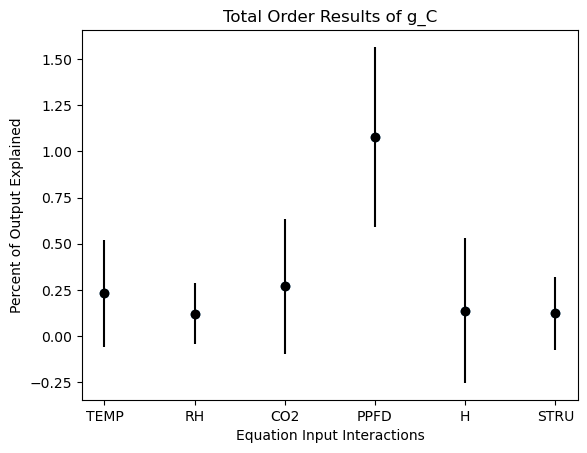 Total Order Results of g_C
Percent of Output Explained
1.50
1.25
1.00
0.75
0.50
0.25
0.00
−0.25
TEMP RH CO2 PPFD H STRU
Equation Input Interactions